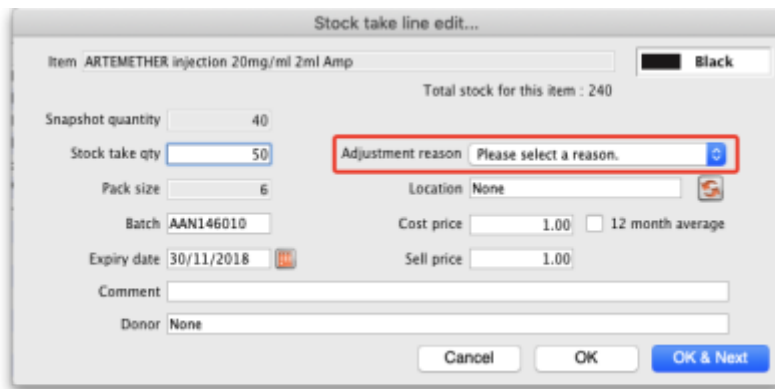 Stock take line edit...
Item ARTEMETHER injection 20mg/ml 2ml Amp Black
Total stock for this item : 240
Snapshot quantity 40
Stock take qty 50 Adjustment reason Please select a reason.
Pack size 6 Location None
Batch AAN146010 Cost price 1.00 12 month average
Expiry date 30/11/2018 Sell price 1.00
Comment
Donor None
Cancel OK OK & Next